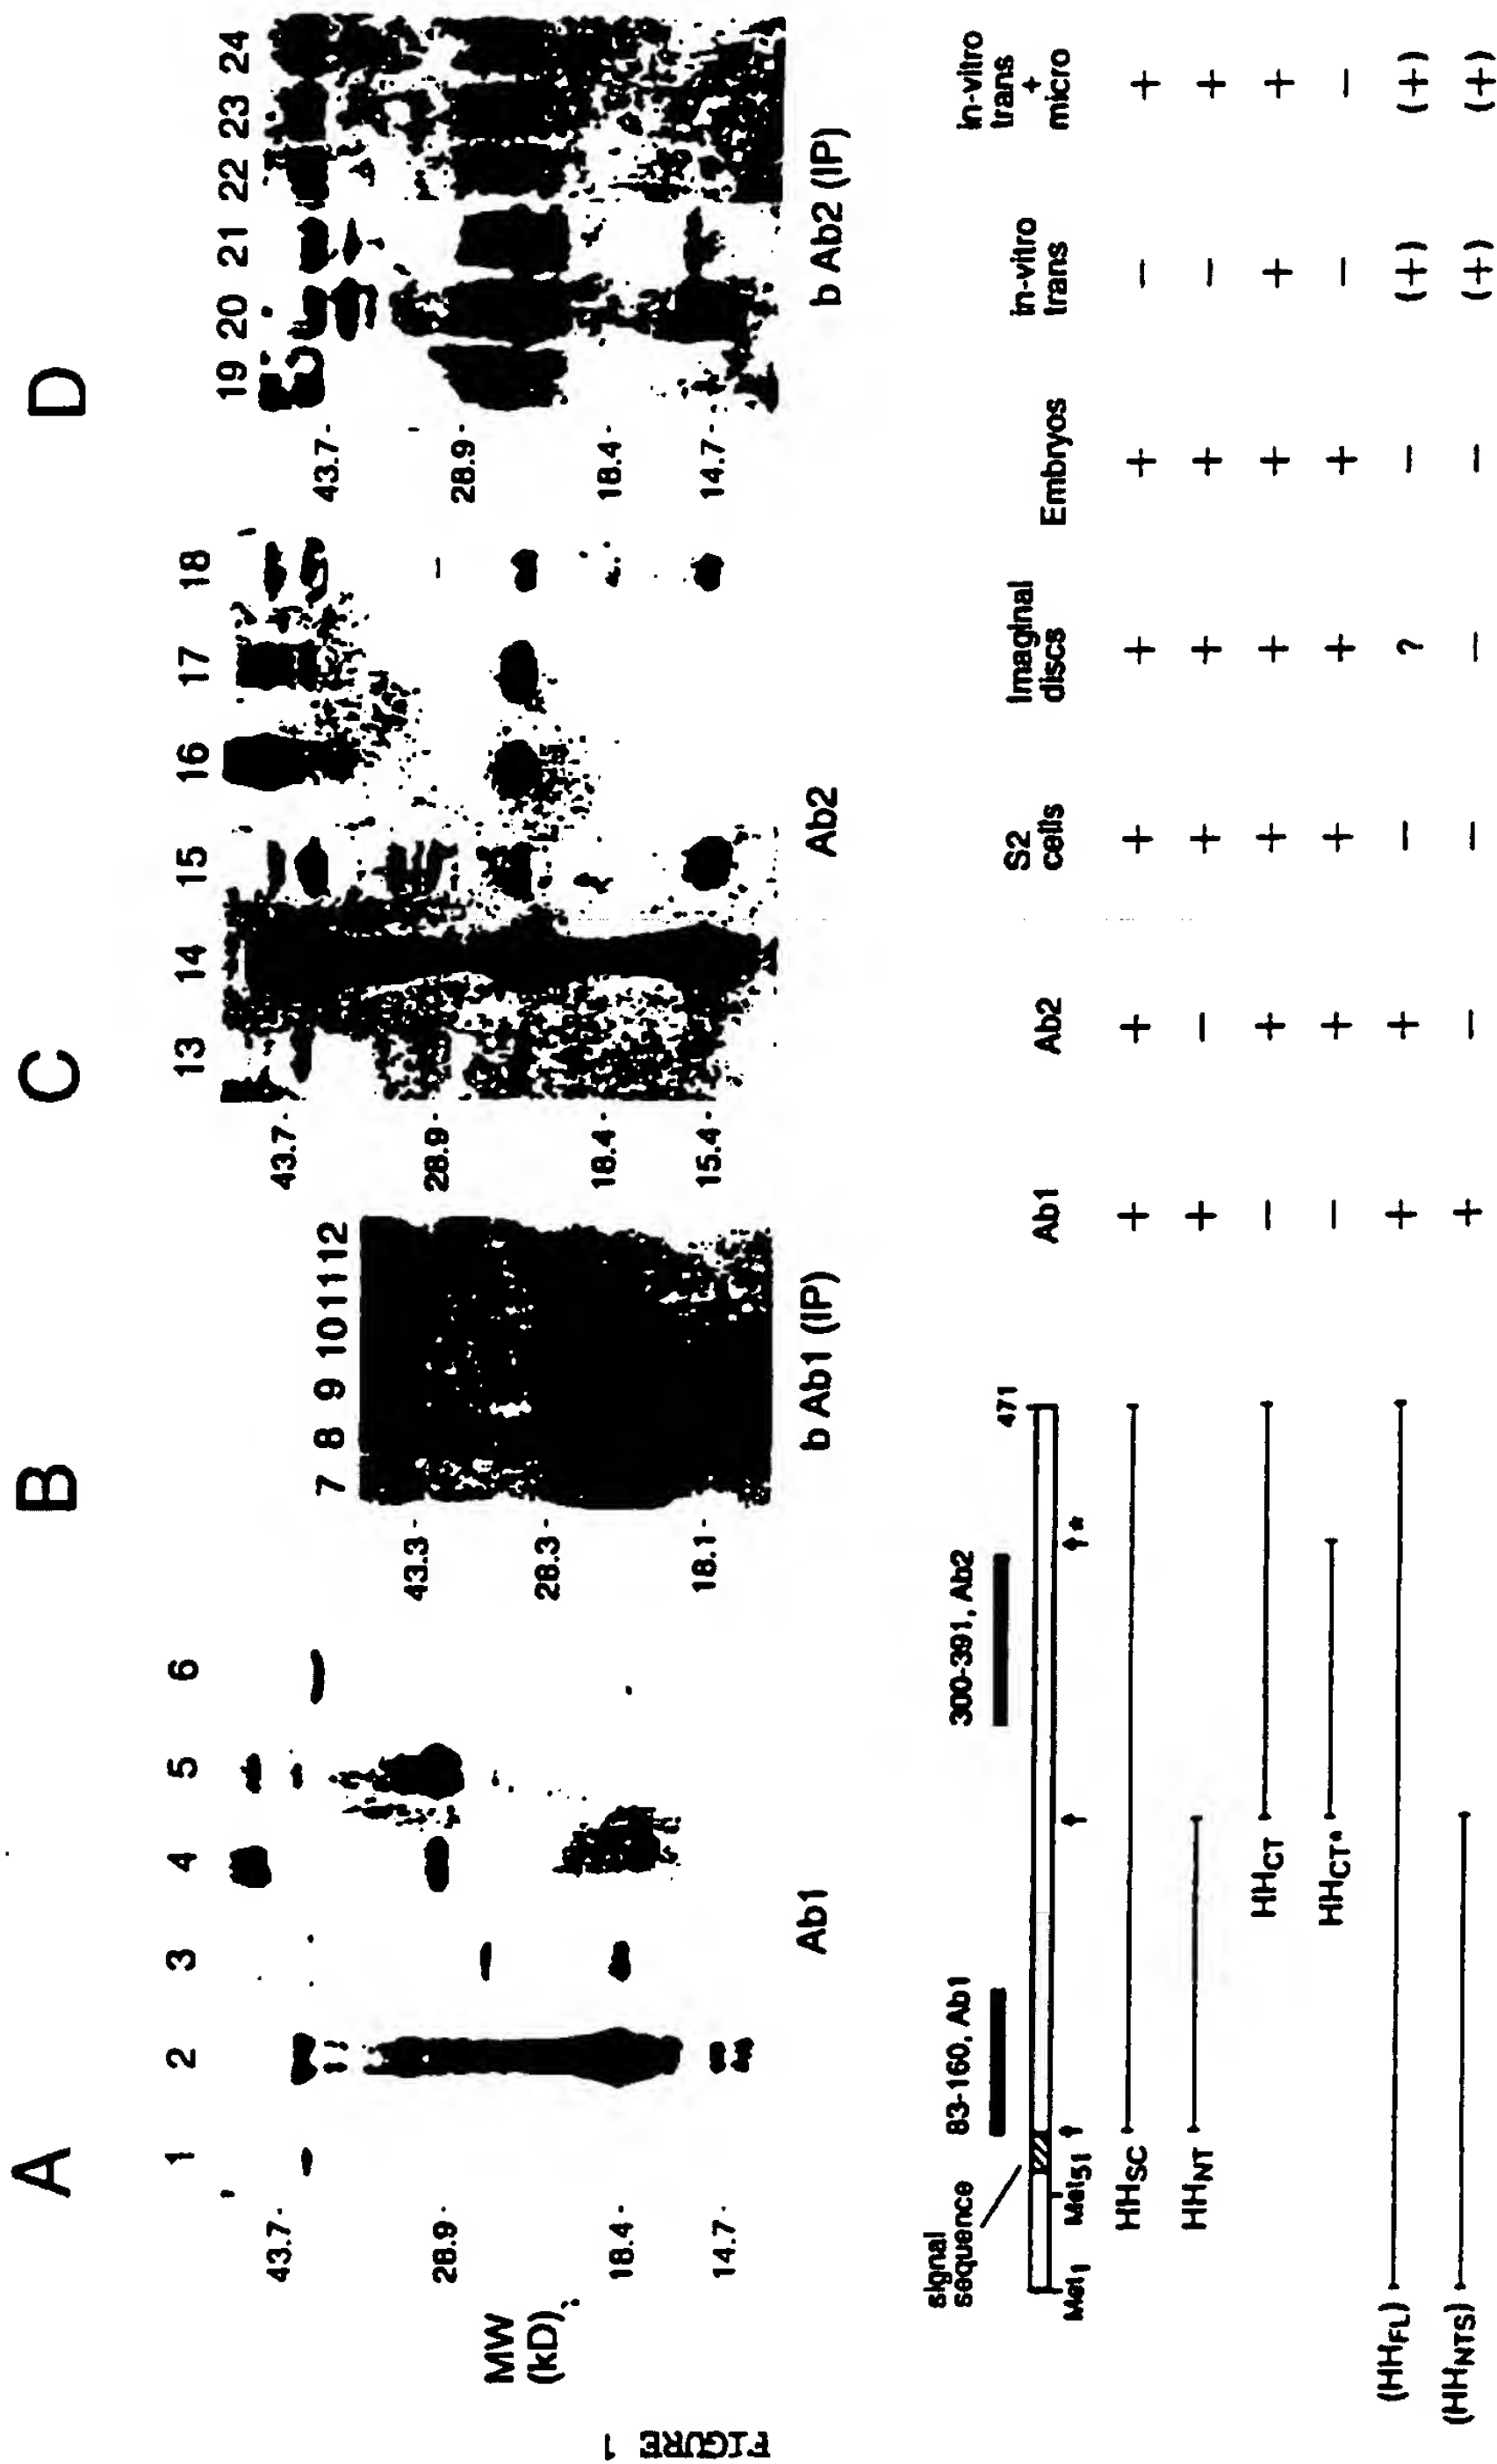 FIGURE 1
A
1 2 3 4 5 6
MW
(kD)
43.7 -
28.9 -
18.4 -
14.7 -
Ab1
B
7 8 9 10 11 12
43.3 -
28.3 -
18.1 -
b Ab1 (IP)
C
13 14 15 16 17 18
43.7 -
28.9 -
18.4 -
15.4 -
Ab2
D
19 20 21 22 23 24
43.7 -
28.9 -
18.4 -
14.7 -
b Ab2 (IP)
signal
sequence
83-160, Ab1
300-391, Ab2
471
Met1 Met51
*
Ab1
Ab2
S2
cells
Imaginal
discs
Embryos
in-vitro
trans
in-vitro
trans
+
micro
HHSC + + + + + - +
HHNT + - + + + - +
HHCT - + + + + + +
HHCT* - + + + + - -
(HHFL) + + - ? - (+) (+)
(HHNTS) + - - - - (+) (+)